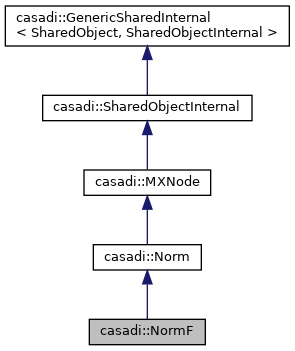 casadi::GenericSharedInternal
< SharedObject, SharedObjectInternal >
casadi::SharedObjectInternal
casadi::MXNode
casadi::Norm
casadi::NormF